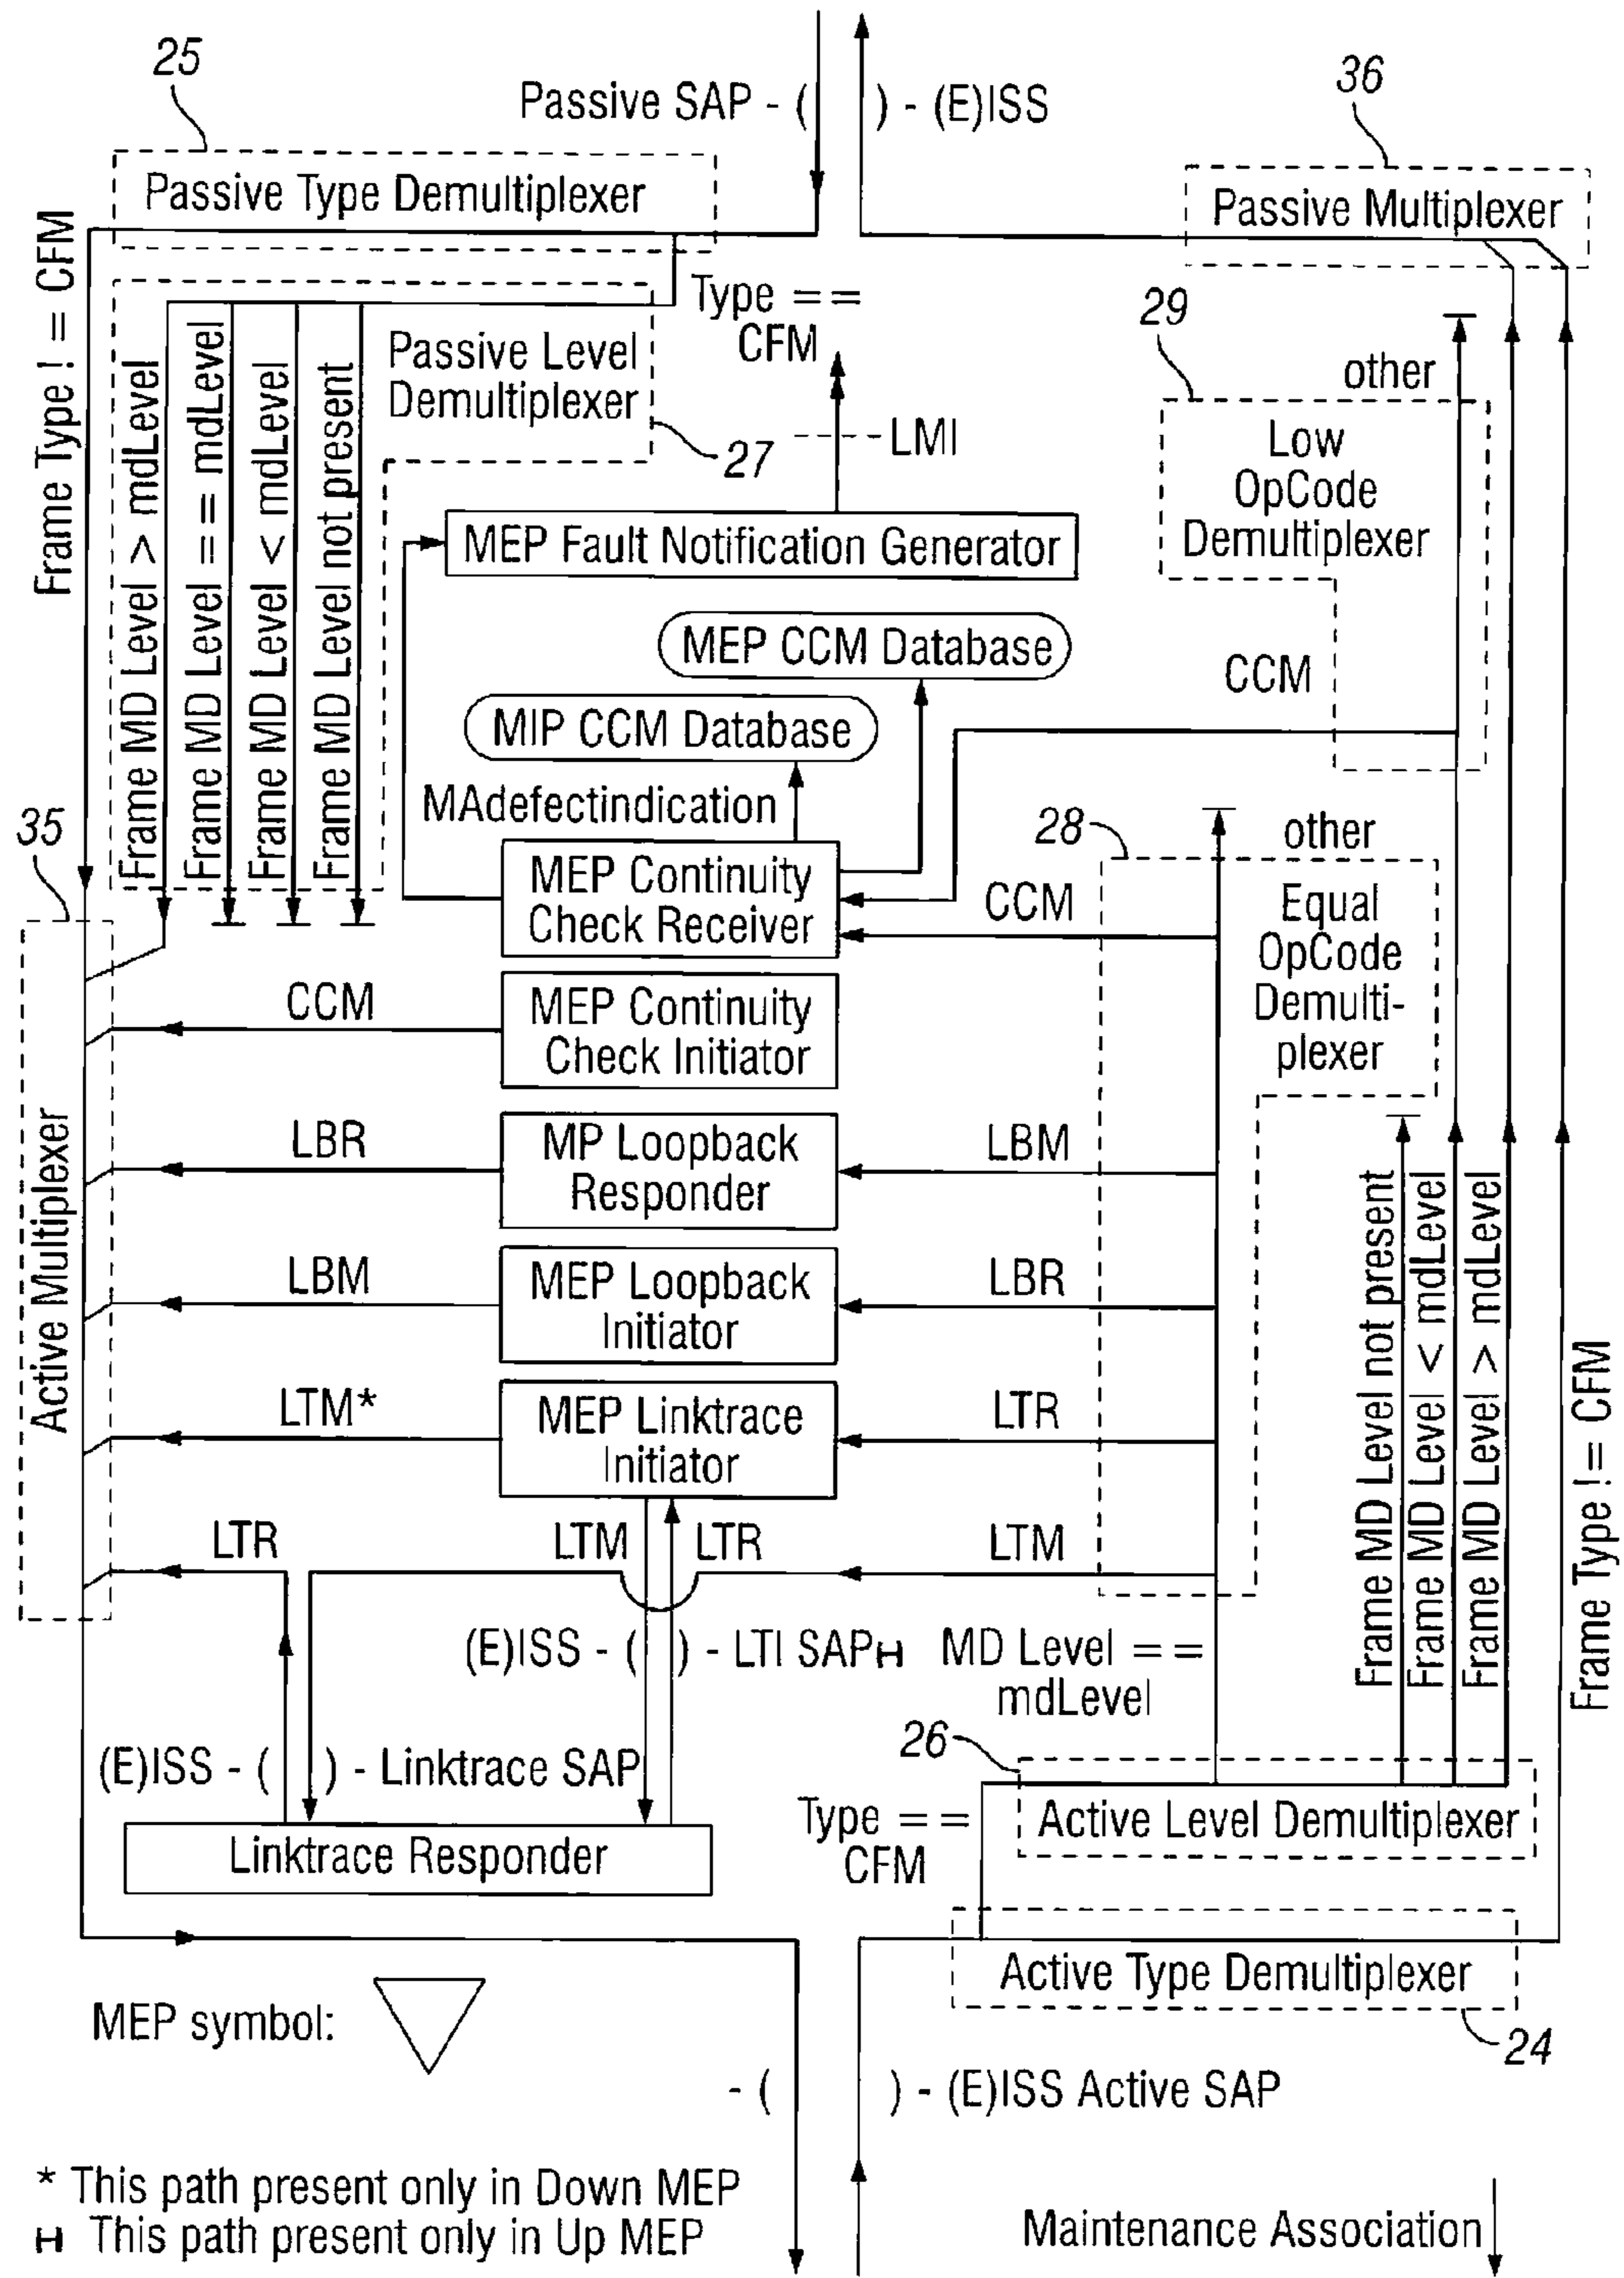 25
Passive SAP - ( ) - (E)ISS
36
Passive Type Demultiplexer
Passive Multiplexer
Frame Type ! = CFM
Type ==
CFM
29
Passive Level
Demultiplexer
27
Frame MD Level > mdLevel
Frame MD Level == mdLevel
Frame MD Level < mdLevel
Frame MD Level not present
LMI
other
Low
OpCode
Demultiplexer
MEP Fault Notification Generator
MEP CCM Database
CCM
MIP CCM Database
MAdefectindication
35
28
other
MEP Continuity
Check Receiver
CCM
Equal
OpCode
Demulti-
plexer
CCM
MEP Continuity
Check Initiator
Active Multiplexer
LBR
MP Loopback
Responder
LBM
LBM
MEP Loopback
Initiator
LBR
LTM*
MEP Linktrace
Initiator
LTR
Frame MD Level not present
Frame MD Level < mdLevel
Frame MD Level > mdLevel
Frame Type != CFM
LTR
LTM
LTR
LTM
(E)ISS - ( ) - LTI SAPH
MD Level ==
mdLevel
26
(E)ISS - ( ) - Linktrace SAP
Type ==
CFM
Active Level Demultiplexer
Linktrace Responder
Active Type Demultiplexer
24
MEP symbol:
- ( ) - (E)ISS Active SAP
* This path present only in Down MEP
H This path present only in Up MEP
Maintenance Association